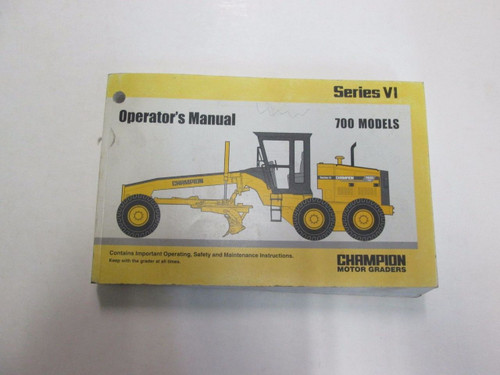 Series VI
Operator's Manual
700 MODELS
CHAMPION
CHAMPION
Contains Important Operating, Safety and Maintenance Instructions.
Keep with the grader at all times.
CHAMPION
MOTOR GRADERS